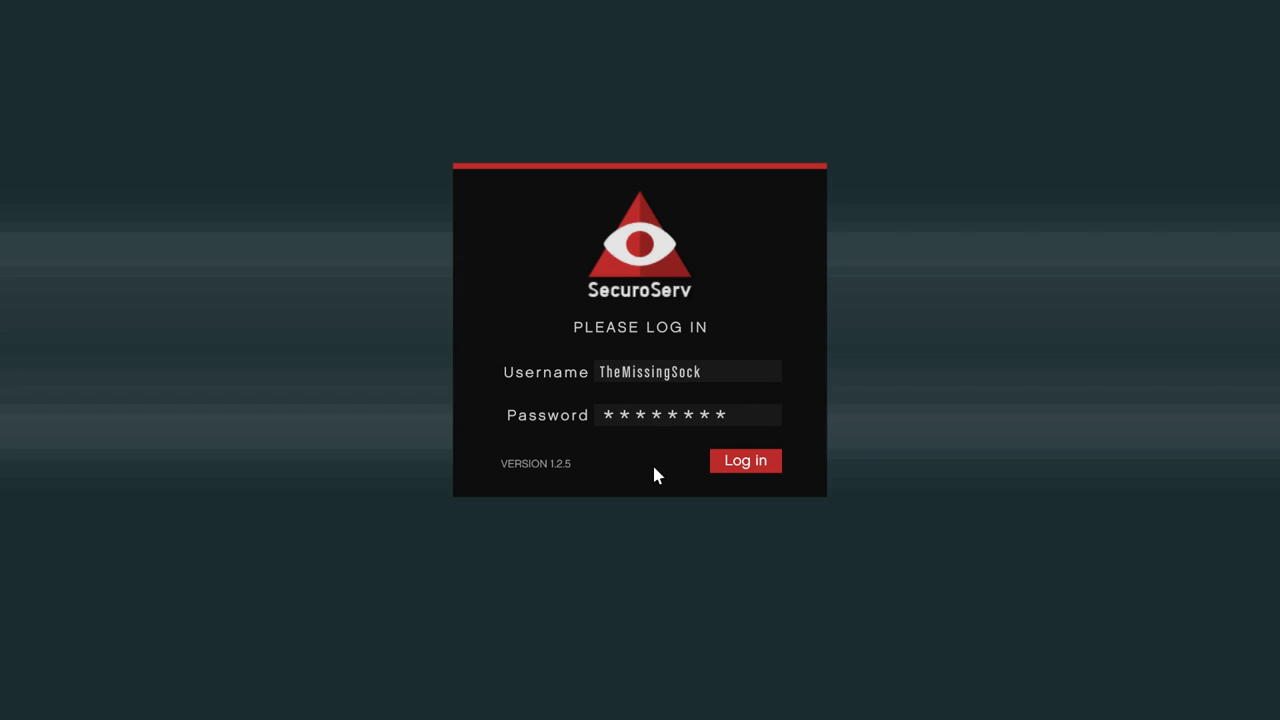 SecuroServ
PLEASE LOG IN
Username TheMissingSock
Password ********
VERSION 1.2.5 Log in